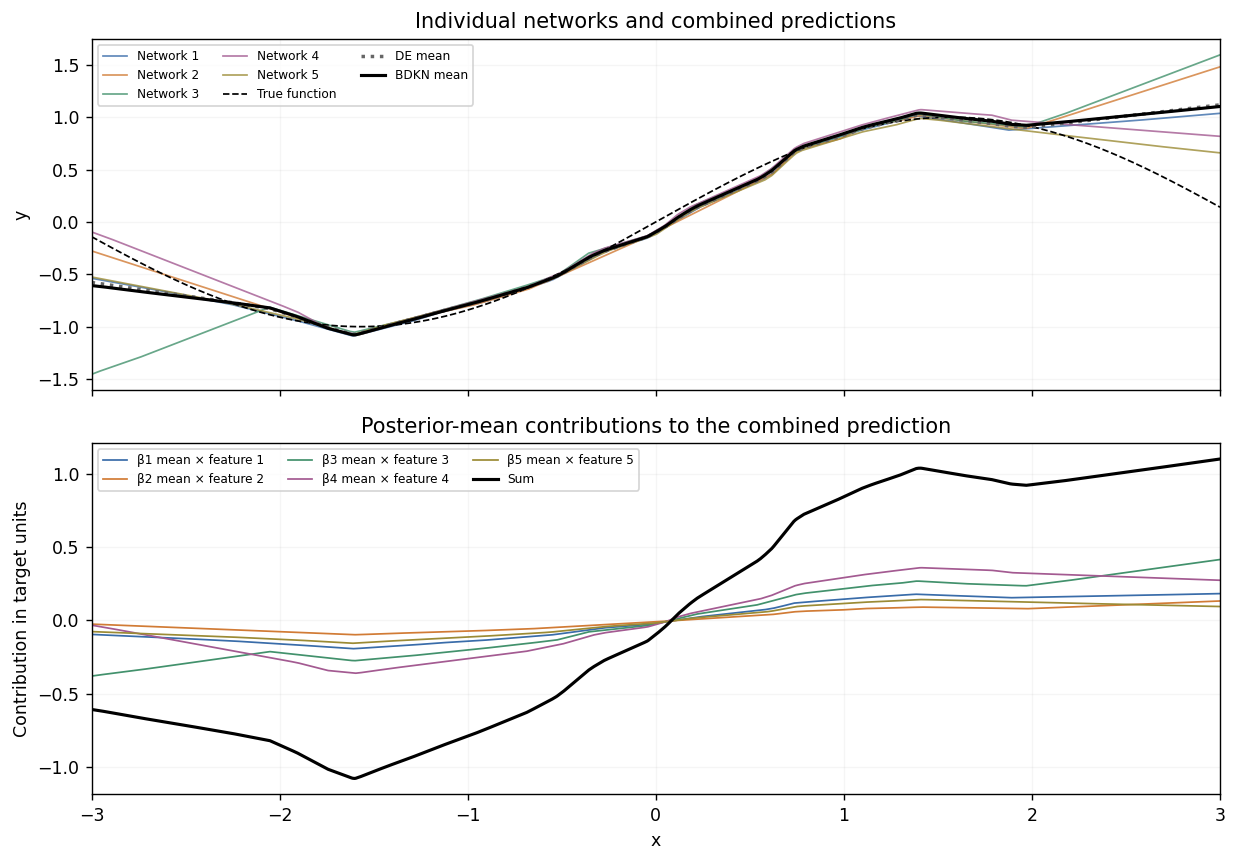 Individual networks and combined predictions
Network 1
Network 2
Network 3
Network 4
Network 5
True function
DE mean
BDKN mean
1.5
1.0
0.5
0.0
−0.5
−1.0
−1.5
y
Posterior-mean contributions to the combined prediction
β1 mean × feature 1
β2 mean × feature 2
β3 mean × feature 3
β4 mean × feature 4
β5 mean × feature 5
Sum
1.0
0.5
0.0
−0.5
−1.0
Contribution in target units
−3
−2
−1
0
1
2
3
x